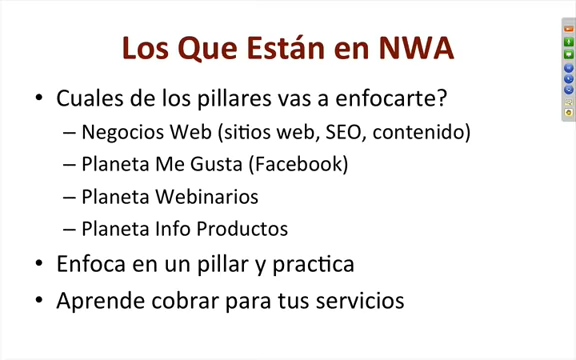 Los Que Están en NWA
• Cuales de los pillares vas a enfocarte?
– Negocios Web (sitios web, SEO, contenido)
– Planeta Me Gusta (Facebook)
– Planeta Webinarios
– Planeta Info Productos
• Enfoca en un pillar y practica
• Aprende cobrar para tus servicios